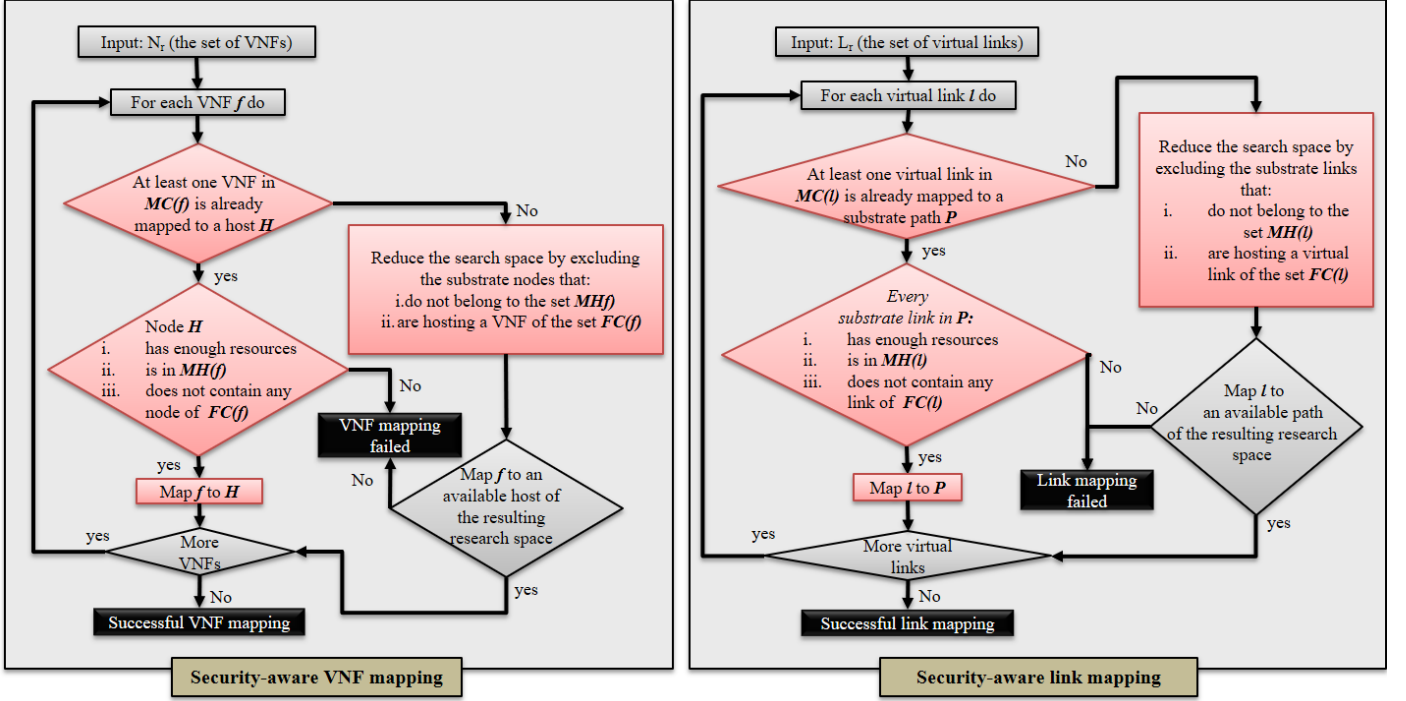 Input: Nr (the set of VNFs)
For each VNF f do
At least one VNF in
MC(f) is already
mapped to a host H
No
yes
Reduce the search space by excluding
the substrate nodes that:
i. do not belong to the set MHf)
ii. are hosting a VNF of the set FC(f)
Node H
i. has enough resources
ii. is in MH(f)
iii. does not contain any
node of FC(f)
No
VNF mapping
failed
yes
No
Map f to an
available host of
the resulting
research space
Map f to H
yes
More
VNFs
yes
No
Successful VNF mapping
Security-aware VNF mapping
Input: Lr (the set of virtual links)
For each virtual link l do
No
At least one virtual link in
MC(l) is already mapped to a
substrate path P
yes
Reduce the search space by
excluding the substrate links
that:
i. do not belong to the
set MH(l)
ii. are hosting a virtual
link of the set FC(l)
Every
substrate link in P:
i. has enough resources
ii. is in MH(l)
iii. does not contain any
link of FC(l)
No
No
Map l to
an available path
of the resulting research
space
yes
Map l to P
Link mapping
failed
yes
yes
More virtual
links
No
Successful link mapping
Security-aware link mapping